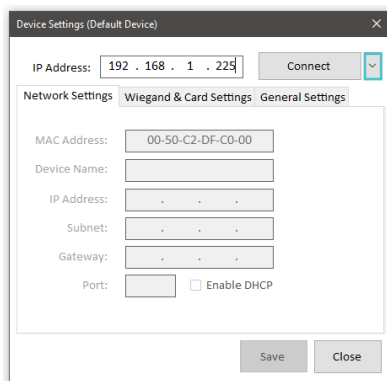 Device Settings (Default Device)
IP Address: 192 . 168 . 1 . 225 Connect
Network Settings Wiegand & Card Settings General Settings
MAC Address: 00-50-C2-DF-C0-00
Device Name:
IP Address: . . .
Subnet: . . .
Gateway: . . .
Port: Enable DHCP
Save Close